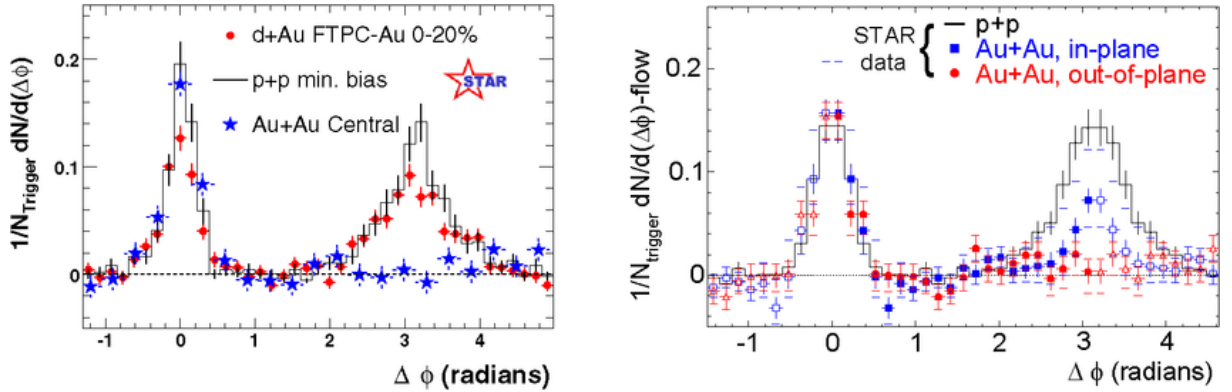 1/N_Trigger dN/d(Δϕ)
0.2
0.1
0
d+Au FTPC-Au 0-20%
p+p min. bias
Au+Au Central
STAR
-1 0 1 2 3 4
Δ ϕ (radians)
1/N_trigger dN/d(Δϕ)-flow
0.2
0.1
0
STAR
data
p+p
Au+Au, in-plane
Au+Au, out-of-plane
-1 0 1 2 3 4
Δ ϕ (radians)